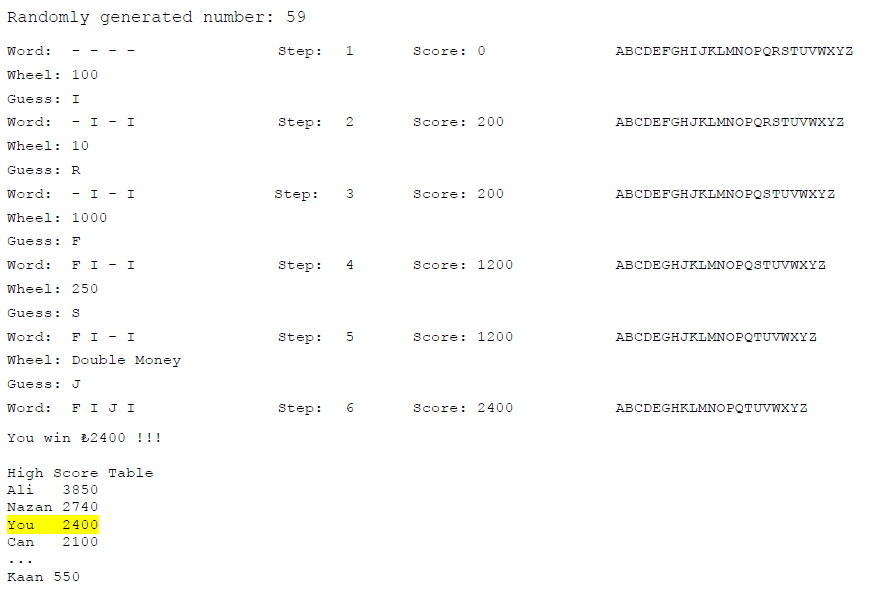 Randomly generated number: 59
Word: - - - - Step: 1 Score: 0 ABCDEFGHIJKLMNOPQRSTUVWXYZ
Wheel: 100
Guess: I
Word: - I - I Step: 2 Score: 200 ABCDEFGHJKLMNOPQRSTUVWXYZ
Wheel: 10
Guess: R
Word: - I - I Step: 3 Score: 200 ABCDEFGHJKLMNOPQSTUVWXYZ
Wheel: 1000
Guess: F
Word: F I - I Step: 4 Score: 1200 ABCDEGHJKLMNOPQSTUVWXYZ
Wheel: 250
Guess: S
Word: F I - I Step: 5 Score: 1200 ABCDEGHJKLMNOPQTUVWXYZ
Wheel: Double Money
Guess: J
Word: F I J I Step: 6 Score: 2400 ABCDEGHKLMNOPQTUVWXYZ
You win ₺2400 !!!
High Score Table
Ali 3850
Nazan 2740
You 2400
Can 2100
...
Kaan 550